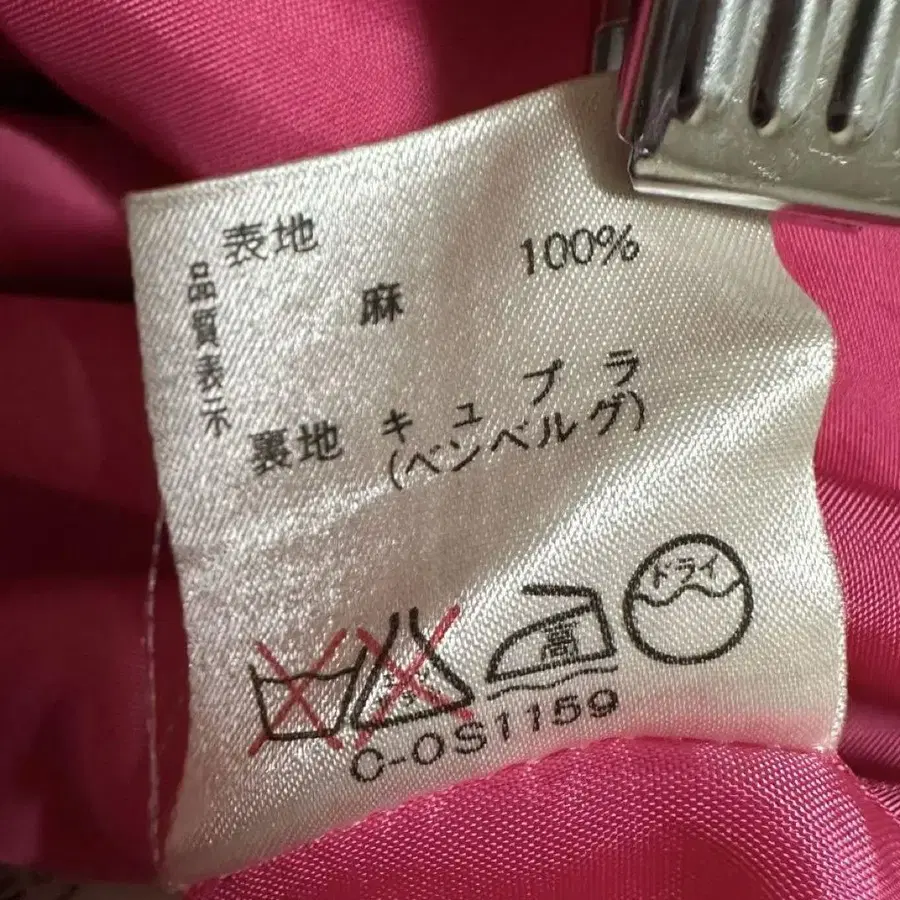 品質表示
表地
麻 100%
裏地 キュプラ
(ベンベルグ)
高
ドライ
C-OS1159